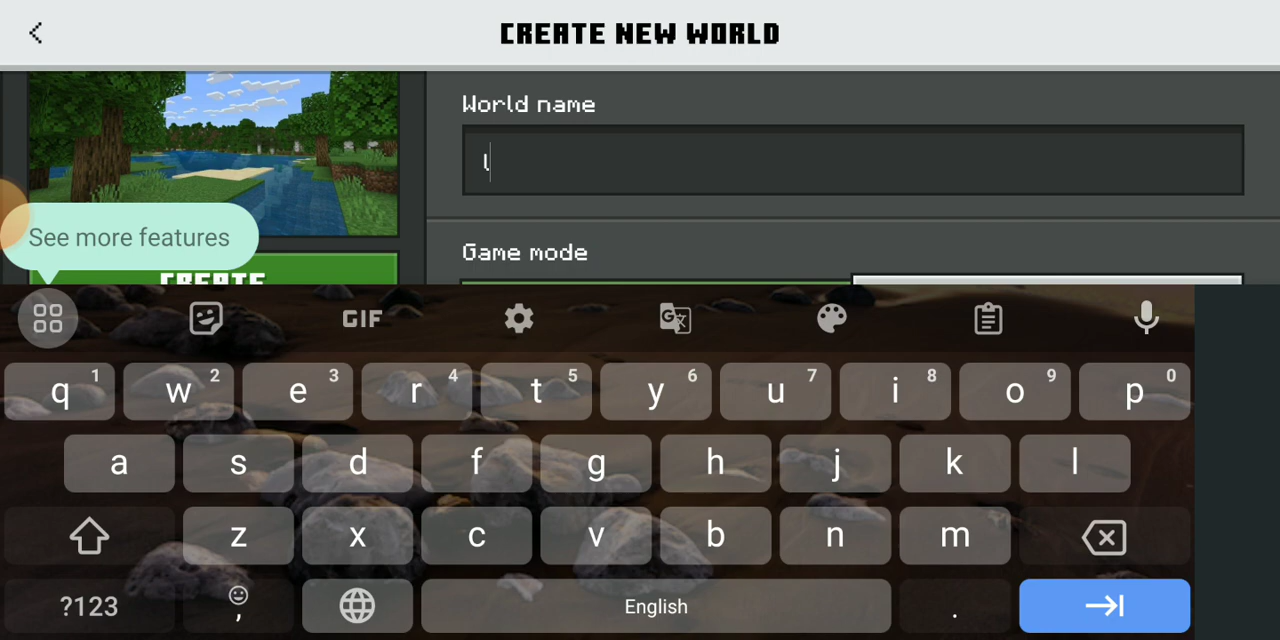 CREATE NEW WORLD
World name
l
See more features
CREATE
Game mode
GIF
q 1 w 2 e 3 r 4 t 5 y 6 u 7 i 8 o 9 p 0
a s d f g h j k l
z x c v b n m
?123 , English .